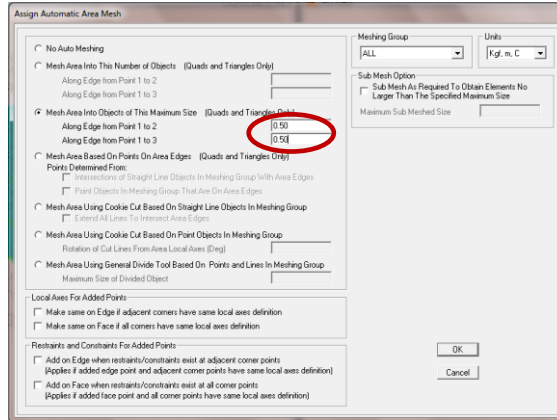 Assign Automatic Area Mesh
No Auto Meshing
Mesh Area Into This Number of Objects (Quads and Triangles Only)
Along Edge from Point 1 to 2
Along Edge from Point 1 to 3
Mesh Area Into Objects of This Maximum Size (Quads and Triangles Only)
Along Edge from Point 1 to 2 0.50
Along Edge from Point 1 to 3 0.50
Mesh Area Based On Points On Area Edges (Quads and Triangles Only)
Points Determined From:
Intersections of Straight Line Objects In Meshing Group With Area Edges
Point Objects In Meshing Group That Are On Area Edges
Mesh Area Using Cookie Cut Based On Straight Line Objects In Meshing Group
Extend All Lines To Intersect Area Edges
Mesh Area Using Cookie Cut Based On Point Objects In Meshing Group
Rotation of Cut Lines From Area Local Axes (Deg)
Mesh Area Using General Divide Tool Based On Points and Lines In Meshing Group
Maximum Size of Divided Object
Local Axes For Added Points
Make same on Edge if adjacent corners have same local axes definition
Make same on Face if all corners have same local axes definition
Restraints and Constraints For Added Points
Add on Edge when restraints/constraints exist at adjacent corner points
(Applies if added edge point and adjacent corner points have same local axes definition)
Add on Face when restraints/constraints exist at all corner points
(Applies if added face point and all corner points have same local axes definition)
Meshing Group
ALL
Units
Kgf, m, C
Sub Mesh Option
Sub Mesh As Required To Obtain Elements No
Larger Than The Specified Maximum Size
Maximum Sub Meshed Size
OK
Cancel